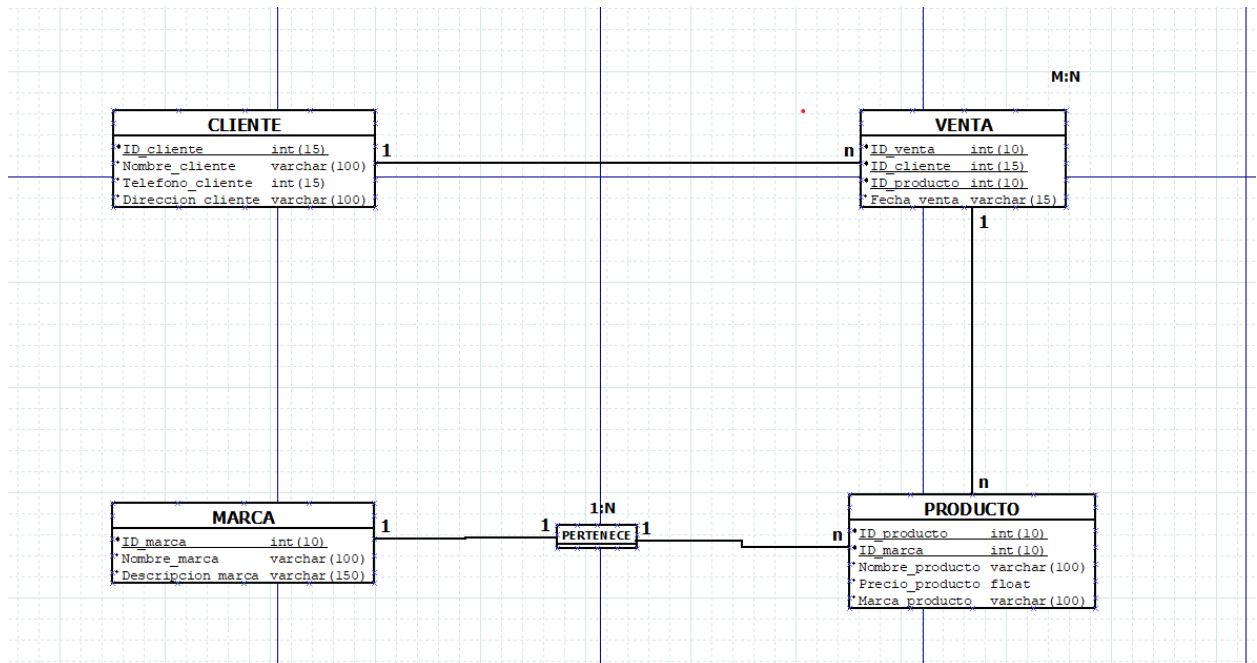 M:N
CLIENTE
ID_cliente int(15)
Nombre_cliente varchar(100)
Telefono_cliente int(15)
Direccion_cliente varchar(100)
1
n
VENTA
ID_venta int(10)
ID_cliente int(15)
ID_producto int(10)
Fecha_venta varchar(15)
1
n
MARCA
ID_marca int(10)
Nombre_marca varchar(100)
Descripcion_marca varchar(150)
1
1:N
1
PERTENECE
1
n
PRODUCTO
ID_producto int(10)
ID_marca int(10)
Nombre_producto varchar(100)
Precio_producto float
Marca_producto varchar(100)